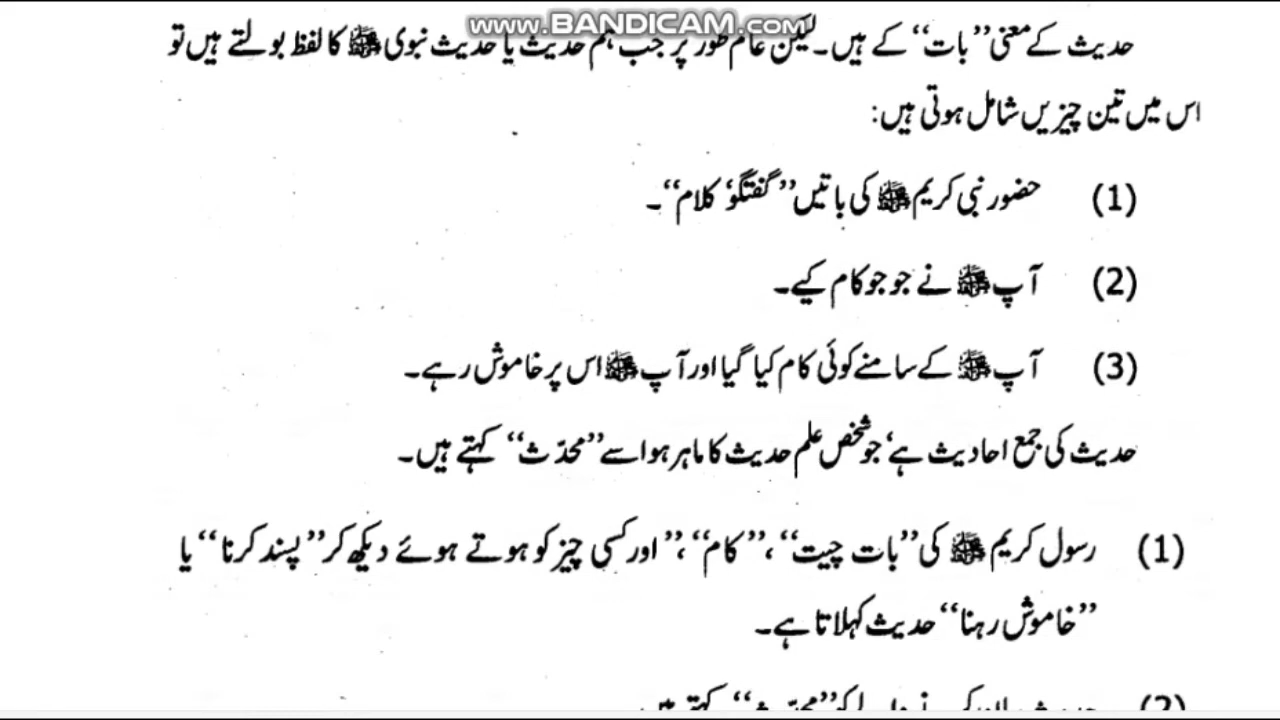 WWW.BANDICAM.COM
حدیث کے معنی ’’بات‘‘ کے ہیں۔ لیکن عام طور پر جب ہم حدیث یا حدیث نبوی ﷺ کا لفظ بولتے ہیں تو
اس میں تین چیزیں شامل ہوتی ہیں:
(1) حضور نبی کریم ﷺ کی باتیں ’’گفتگو‘ کلام‘‘۔
(2) آپ ﷺ نے جو جو کام کیے۔
(3) آپ ﷺ کے سامنے کوئی کام کیا گیا اور آپ ﷺ اس پر خاموش رہے۔
حدیث کی جمع احادیث ہے‘ جو شخص علم حدیث کا ماہر ہو اسے ’’محدّث‘‘ کہتے ہیں۔
(1) رسول کریم ﷺ کی ’’بات چیت‘‘، ’’کام‘‘، ’’اور کسی چیز کو ہوتے ہوئے دیکھ کر ’’پسند کرنا‘‘ یا
’’خاموش رہنا‘‘ حدیث کہلاتا ہے۔
(2)